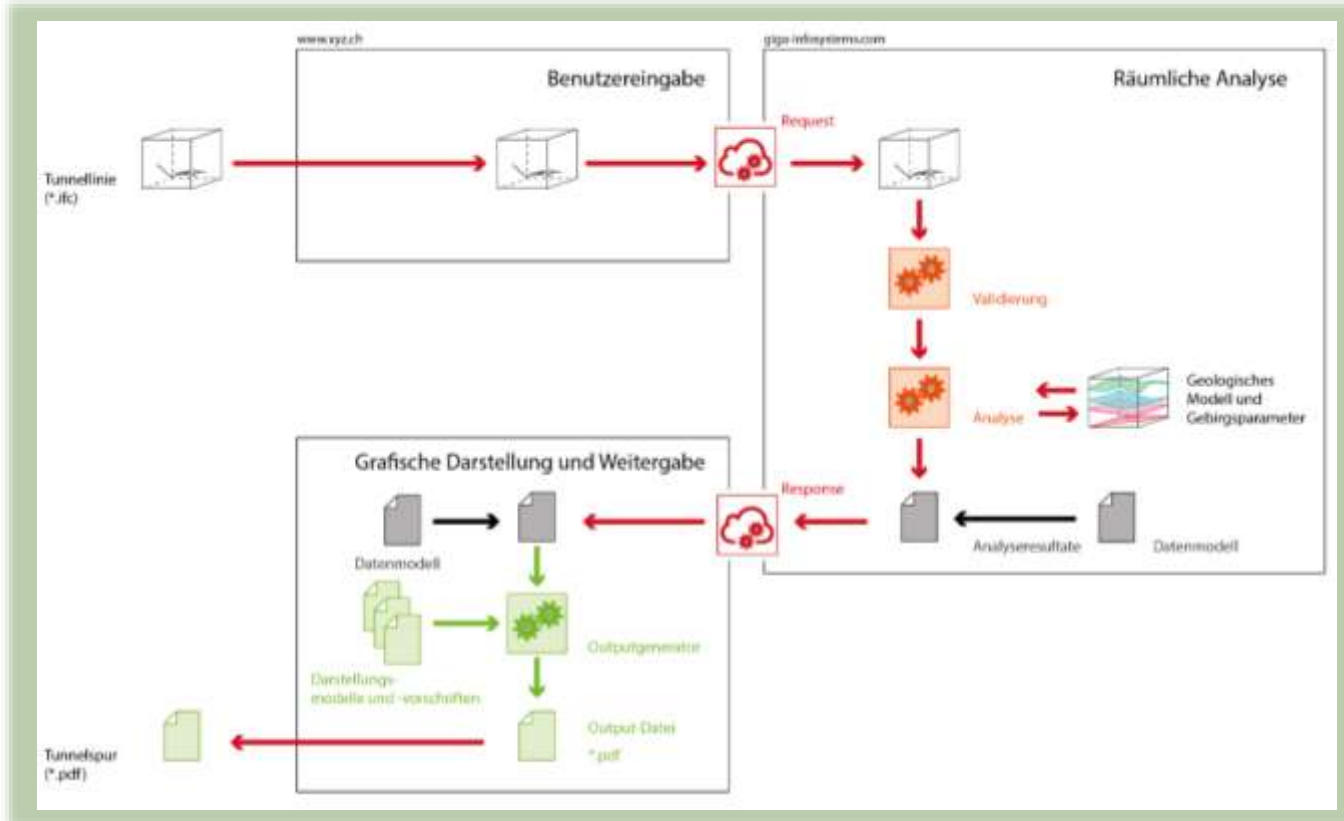 www.xyz.ch
giga-infosystems.com
Benutzereingabe
Räumliche Analyse
Request
Tunnellinie
(*.ifc)
Validierung
Geologisches
Modell und
Gebirgsparameter
Analyse
Grafische Darstellung und Weitergabe
Response
Datenmodell
Analyseresultate
Datenmodell
Outputgenerator
Darstellungs-
modelle und -vorschriften
Output-Datei
*.pdf
Tunnelspur
(*.pdf)